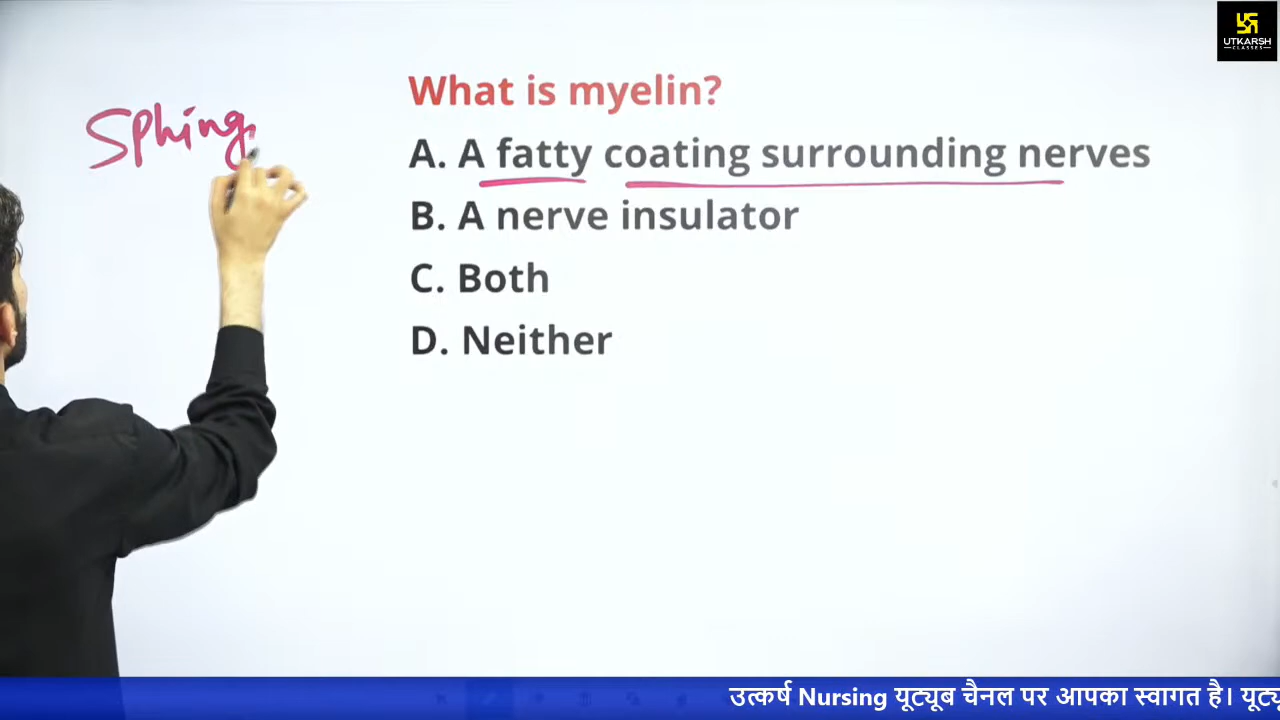 UTKARSH
CLASSES
Sphing
What is myelin?
A. A fatty coating surrounding nerves
B. A nerve insulator
C. Both
D. Neither
उत्कर्ष Nursing यूट्यूब चैनल पर आपका स्वागत है। यूट्यू